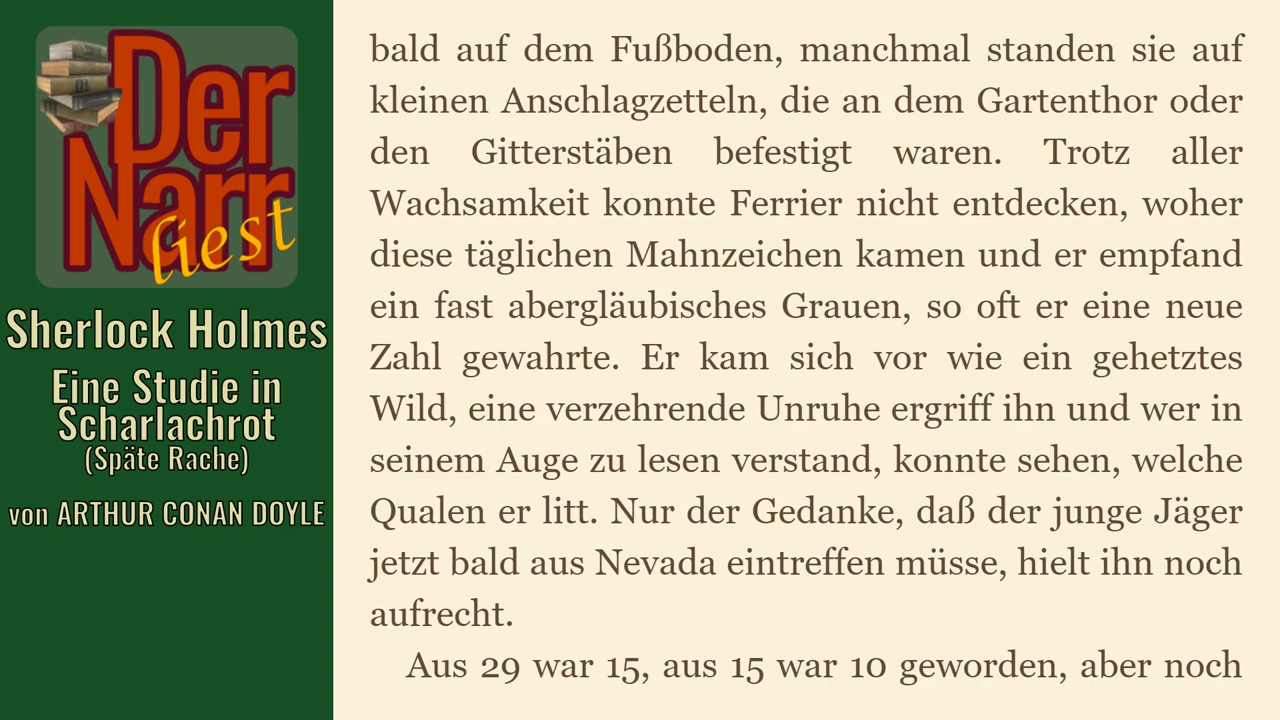 Der
Narr
liest
Sherlock Holmes
Eine Studie in
Scharlachrot
(Späte Rache)
von ARTHUR CONAN DOYLE
bald auf dem Fußboden, manchmal standen sie auf
kleinen Anschlagzetteln, die an dem Gartenthor oder
den Gitterstäben befestigt waren. Trotz aller
Wachsamkeit konnte Ferrier nicht entdecken, woher
diese täglichen Mahnzeichen kamen und er empfand
ein fast abergläubisches Grauen, so oft er eine neue
Zahl gewahrte. Er kam sich vor wie ein gehetztes
Wild, eine verzehrende Unruhe ergriff ihn und wer in
seinem Auge zu lesen verstand, konnte sehen, welche
Qualen er litt. Nur der Gedanke, daß der junge Jäger
jetzt bald aus Nevada eintreffen müsse, hielt ihn noch
aufrecht.
Aus 29 war 15, aus 15 war 10 geworden, aber noch